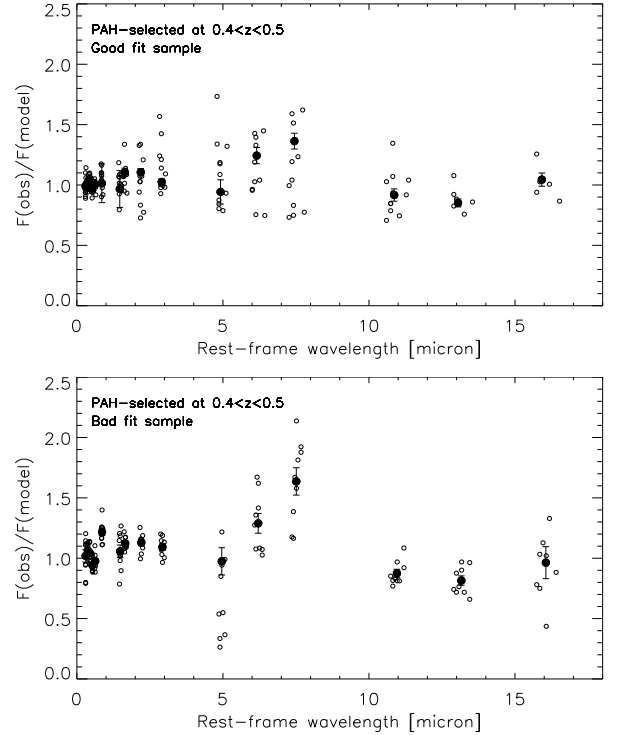 PAH-selected at 0.4<z<0.5
Good fit sample
F(obs)/F(model)
2.5
2.0
1.5
1.0
0.5
0.0
0
5
10
15
Rest-frame wavelength [micron]
PAH-selected at 0.4<z<0.5
Bad fit sample
F(obs)/F(model)
2.5
2.0
1.5
1.0
0.5
0.0
0
5
10
15
Rest-frame wavelength [micron]